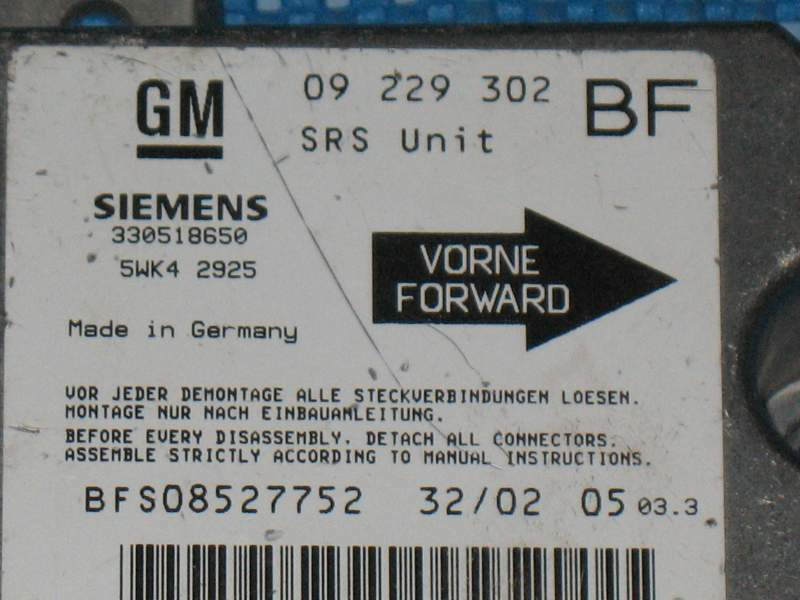 GM
09 229 302
BF
SRS Unit
SIEMENS
330518650
5WK4 2925
VORNE
FORWARD
Made in Germany
VOR JEDER DEMONTAGE ALLE STECKVERBINDUNGEN LOESEN.
MONTAGE NUR NACH EINBAUANLEITUNG.
BEFORE EVERY DISASSEMBLY. DETACH ALL CONNECTORS.
ASSEMBLE STRICTLY ACCORDING TO MANUAL INSTRUCTIONS.
BFS08527752 32/02 05 03.3